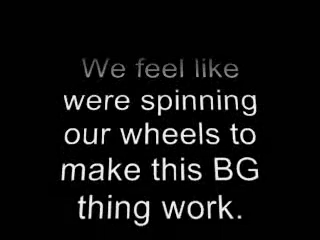 We feel like
were spinning
our wheels to
make this BG
thing work.